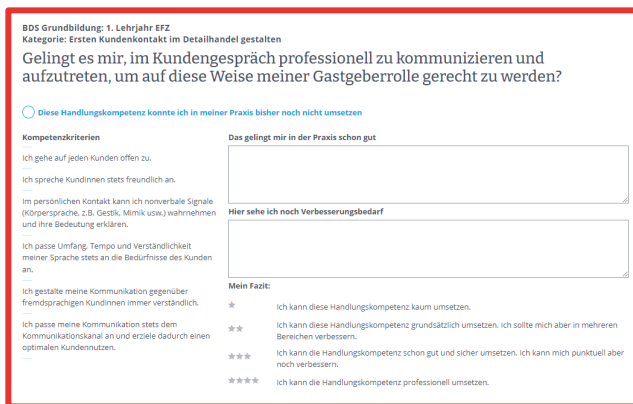 BDS Grundbildung: 1. Lehrjahr EFZ
Kategorie: Ersten Kundenkontakt im Detailhandel gestalten
Gelingt es mir, im Kundengespräch professionell zu kommunizieren und
aufzutreten, um auf diese Weise meiner Gastgeberrolle gerecht zu werden?
Diese Handlungskompetenz konnte ich in meiner Praxis bisher noch nicht umsetzen
Kompetenzkriterien
Ich gehe auf jeden Kunden offen zu.
Ich spreche Kundinnen stets freundlich an.
Im persönlichen Kontakt kann ich nonverbale Signale
(Körpersprache, z.B. Gestik, Mimik usw.) wahrnehmen
und ihre Bedeutung erklären.
Ich passe Umfang, Tempo und Verständlichkeit
meiner Sprache stets an die Bedürfnisse des Kunden
an.
Ich gestalte meine Kommunikation gegenüber
fremdsprachigen Kundinnen immer verständlich.
Ich passe meine Kommunikation stets dem
Kommunikationskanal an und erziele dadurch einen
optimalen Kundennutzen.
Das gelingt mir in der Praxis schon gut
Hier sehe ich noch Verbesserungsbedarf
Mein Fazit:
Ich kann diese Handlungskompetenz kaum umsetzen.
Ich kann diese Handlungskompetenz grundsätzlich umsetzen. Ich sollte mich aber in mehreren
Bereichen verbessern.
Ich kann die Handlungskompetenz schon gut und sicher umsetzen. Ich kann mich punktuell aber
noch verbessern.
Ich kann die Handlungskompetenz professionell umsetzen.